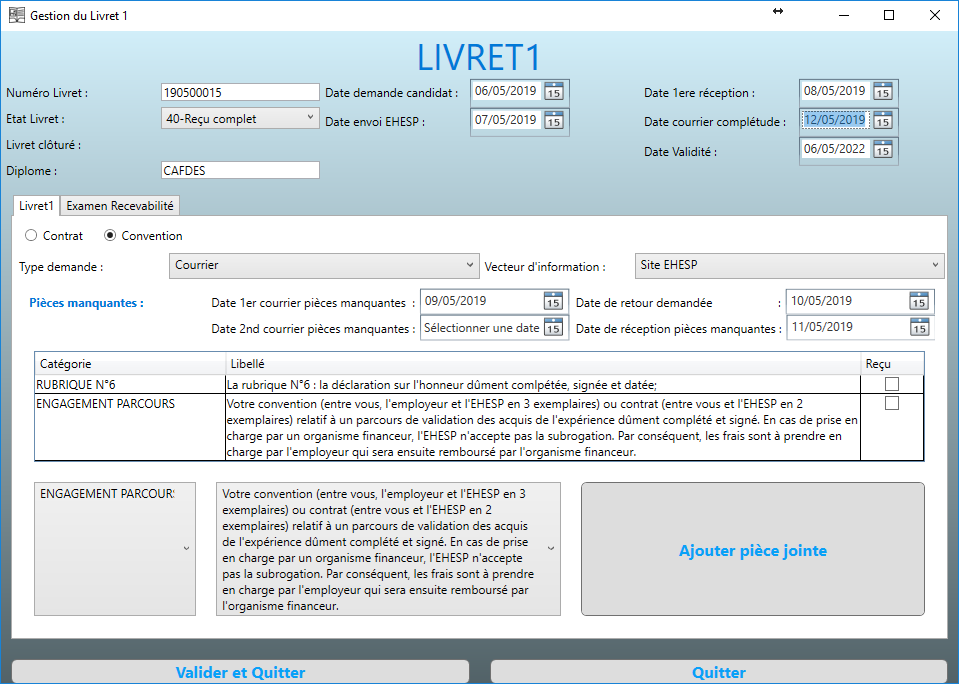 Gestion du Livret 1
LIVRET1
Numéro Livret : 190500015 Date demande candidat : 06/05/2019 15 Date 1ere réception : 08/05/2019 15
Etat Livret : 40-Reçu complet Date envoi EHESP : 07/05/2019 15 Date courrier complétude : 12/05/2019 15
Livret clôturé :
Date Validité : 06/05/2022 15
Diplome : CAFDES
Livret1 Examen Recevabilité
Contrat Convention
Type demande : Courrier Vecteur d'information : Site EHESP
Pièces manquantes : Date 1er courrier pièces manquantes : 09/05/2019 15 Date de retour demandée : 10/05/2019 15
Date 2nd courrier pièces manquantes : Sélectionner une date 15 Date de réception pièces manquantes : 11/05/2019 15
Catégorie Libellé Reçu
RUBRIQUE N°6 La rubrique N°6 : la déclaration sur l'honneur dûment comlpétée, signée et datée;
ENGAGEMENT PARCOURS Votre convention (entre vous, l'employeur et l'EHESP en 3 exemplaires) ou contrat (entre vous et l'EHESP en 2
exemplaires) relatif à un parcours de validation des acquis de l'expérience dûment complété et signé. En cas de prise en
charge par un organisme financeur, l'EHESP n'accepte pas la subrogation. Par conséquent, les frais sont à prendre en
charge par l'employeur qui sera ensuite remboursé par l'organisme financeur.
ENGAGEMENT PARCOURS
Votre convention (entre vous, l'employeur et l'EHESP en 3
exemplaires) ou contrat (entre vous et l'EHESP en 2
exemplaires) relatif à un parcours de validation des acquis
de l'expérience dûment complété et signé. En cas de prise
en charge par un organisme financeur, l'EHESP n'accepte
pas la subrogation. Par conséquent, les frais sont à prendre
en charge par l'employeur qui sera ensuite remboursé par
l'organisme financeur.
Ajouter pièce jointe
Valider et Quitter Quitter